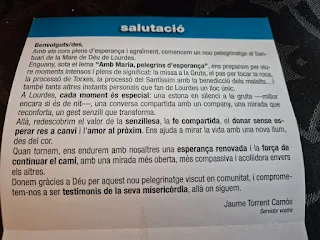 salutació
Benvolguts/des,
Amb els cors plens d'esperança i agraïment, comencem un nou pelegrinatge al San-
tuari de la Mare de Déu de Lourdes.
Enguany, sota el lema "Amb Maria, pelegrins d'esperança", ens preparem per viu-
re moments intensos i plens de significat: la missa a la Gruta, el pas per tocar la roca,
la processó de Torxes, la processó del Santíssim amb la benedicció dels malalts... i
també tants altres instants personals que fan de Lourdes un lloc únic.
A Lourdes, cada moment és especial: una estona en silenci a la gruta —millor
encara si és de nit—, una conversa compartida amb un company, una mirada que
reconforta, un gest senzill que transforma.
Allà, redescobrim el valor de la senzillesa, la fe compartida, el donar sense es-
perar res a canvi i l'amor al pròxim. Ens ajuda a mirar la vida amb una nova llum,
des del cor.
Quan tornem, ens endurem amb nosaltres una esperança renovada i la força de
continuar el camí, amb una mirada més oberta, més compassiva i acollidora envers
els altres.
Donem gràcies a Déu per aquest nou pelegrinatge viscut en comunitat, i comprome-
tem-nos a ser testimonis de la seva misericòrdia, allà on siguem.
Jaume Torrent Camós
Servidor vostre